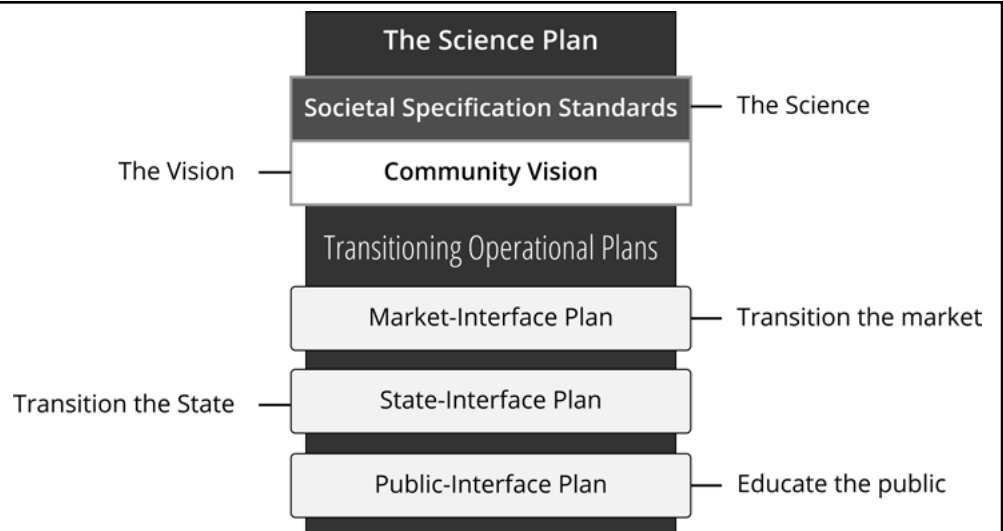 The Science Plan
Societal Specification Standards
The Science
The Vision
Community Vision
Transitioning Operational Plans
Market-Interface Plan
Transition the market
Transition the State
State-Interface Plan
Public-Interface Plan
Educate the public